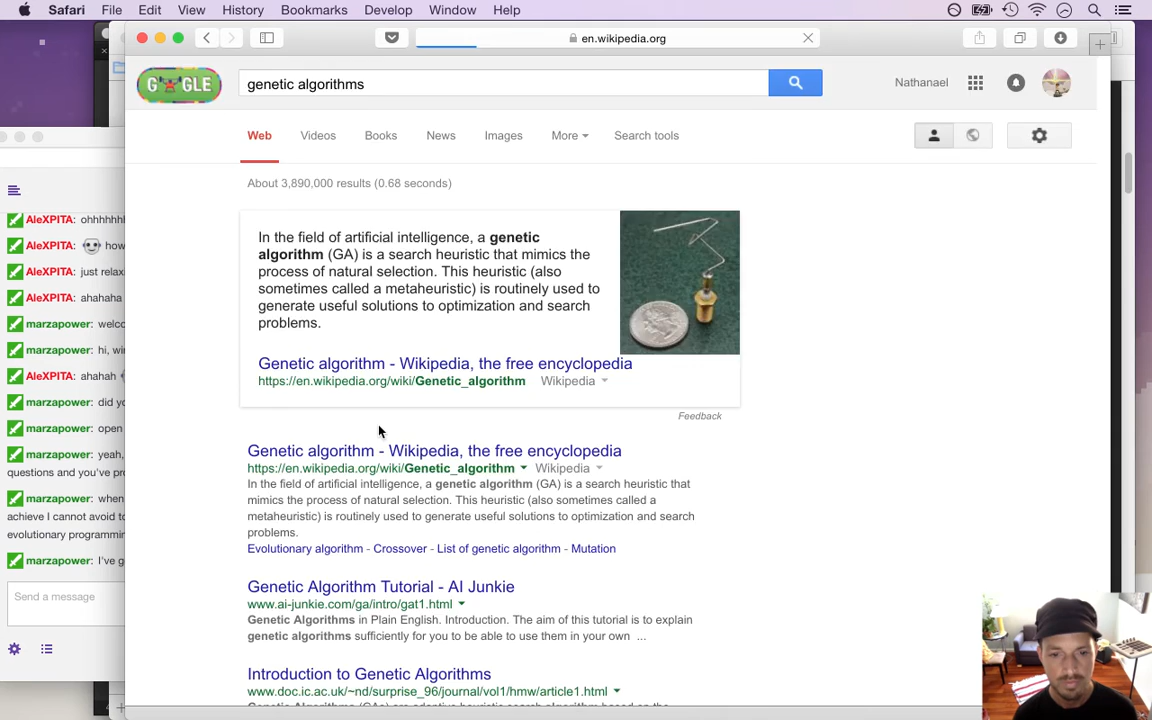 Safari File Edit View History Bookmarks Develop Window Help
en.wikipedia.org
genetic algorithms
Nathanael
Web Videos Books News Images More Search tools
About 3,890,000 results (0.68 seconds)
In the field of artificial intelligence, a genetic
algorithm (GA) is a search heuristic that mimics the
process of natural selection. This heuristic (also
sometimes called a metaheuristic) is routinely used to
generate useful solutions to optimization and search
problems.
Genetic algorithm - Wikipedia, the free encyclopedia
https://en.wikipedia.org/wiki/Genetic_algorithm Wikipedia
Feedback
Genetic algorithm - Wikipedia, the free encyclopedia
https://en.wikipedia.org/wiki/Genetic_algorithm Wikipedia
In the field of artificial intelligence, a genetic algorithm (GA) is a search heuristic that
mimics the process of natural selection. This heuristic (also sometimes called a
metaheuristic) is routinely used to generate useful solutions to optimization and search
problems.
Evolutionary algorithm - Crossover - List of genetic algorithm - Mutation
Genetic Algorithm Tutorial - AI Junkie
www.ai-junkie.com/ga/intro/gat1.html
Genetic Algorithms in Plain English. Introduction. The aim of this tutorial is to explain
genetic algorithms sufficiently for you to be able to use them in your own ...
Introduction to Genetic Algorithms
www.doc.ic.ac.uk/~nd/surprise_96/journal/vol1/hmw/article1.html
AleXPITA: ohhhhhhh
AleXPITA: how
AleXPITA: just relax
AleXPITA: ahahaha
marzapower: welco
marzapower: hi, wi
AleXPITA: ahahah
marzapower: did yo
marzapower: open
marzapower: yeah,
questions and you've pr
marzapower: when
achieve I cannot avoid to
evolutionary programmin
marzapower: I've g
Send a message